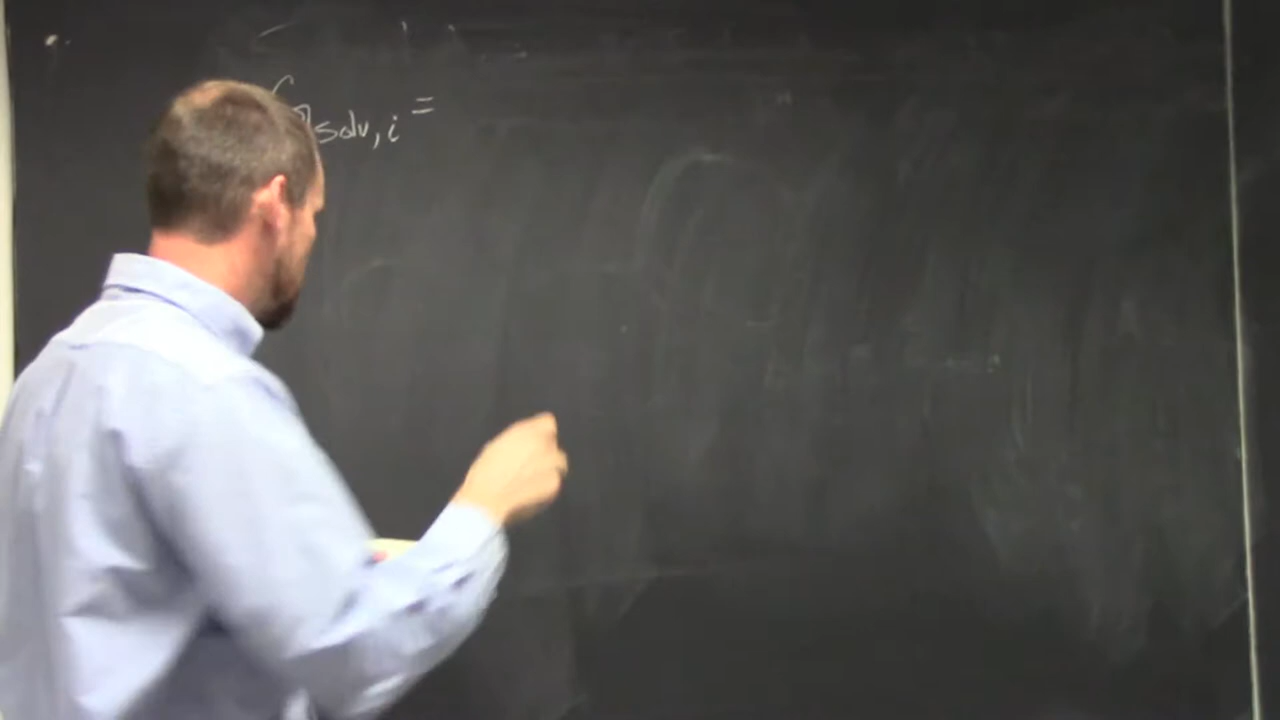 G solv, i =